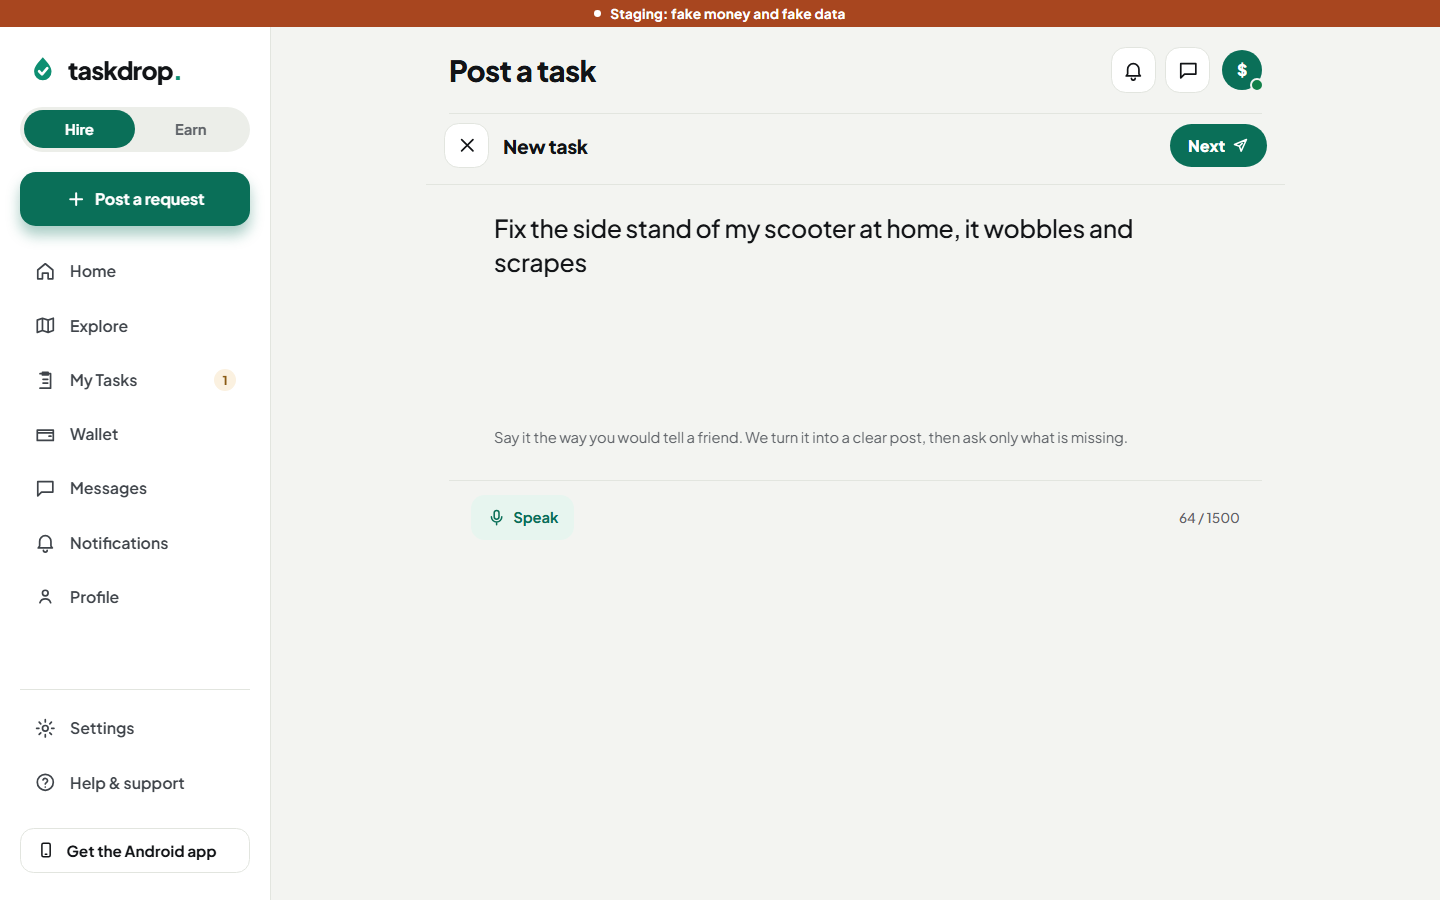 Staging: fake money and fake data
taskdrop.
Hire
Earn
Post a request
Home
Explore
My Tasks
1
Wallet
Messages
Notifications
Profile
Settings
Help & support
Get the Android app
Post a task
$
New task
Next
Fix the side stand of my scooter at home, it wobbles and
scrapes
Say it the way you would tell a friend. We turn it into a clear post, then ask only what is missing.
Speak
64 / 1500